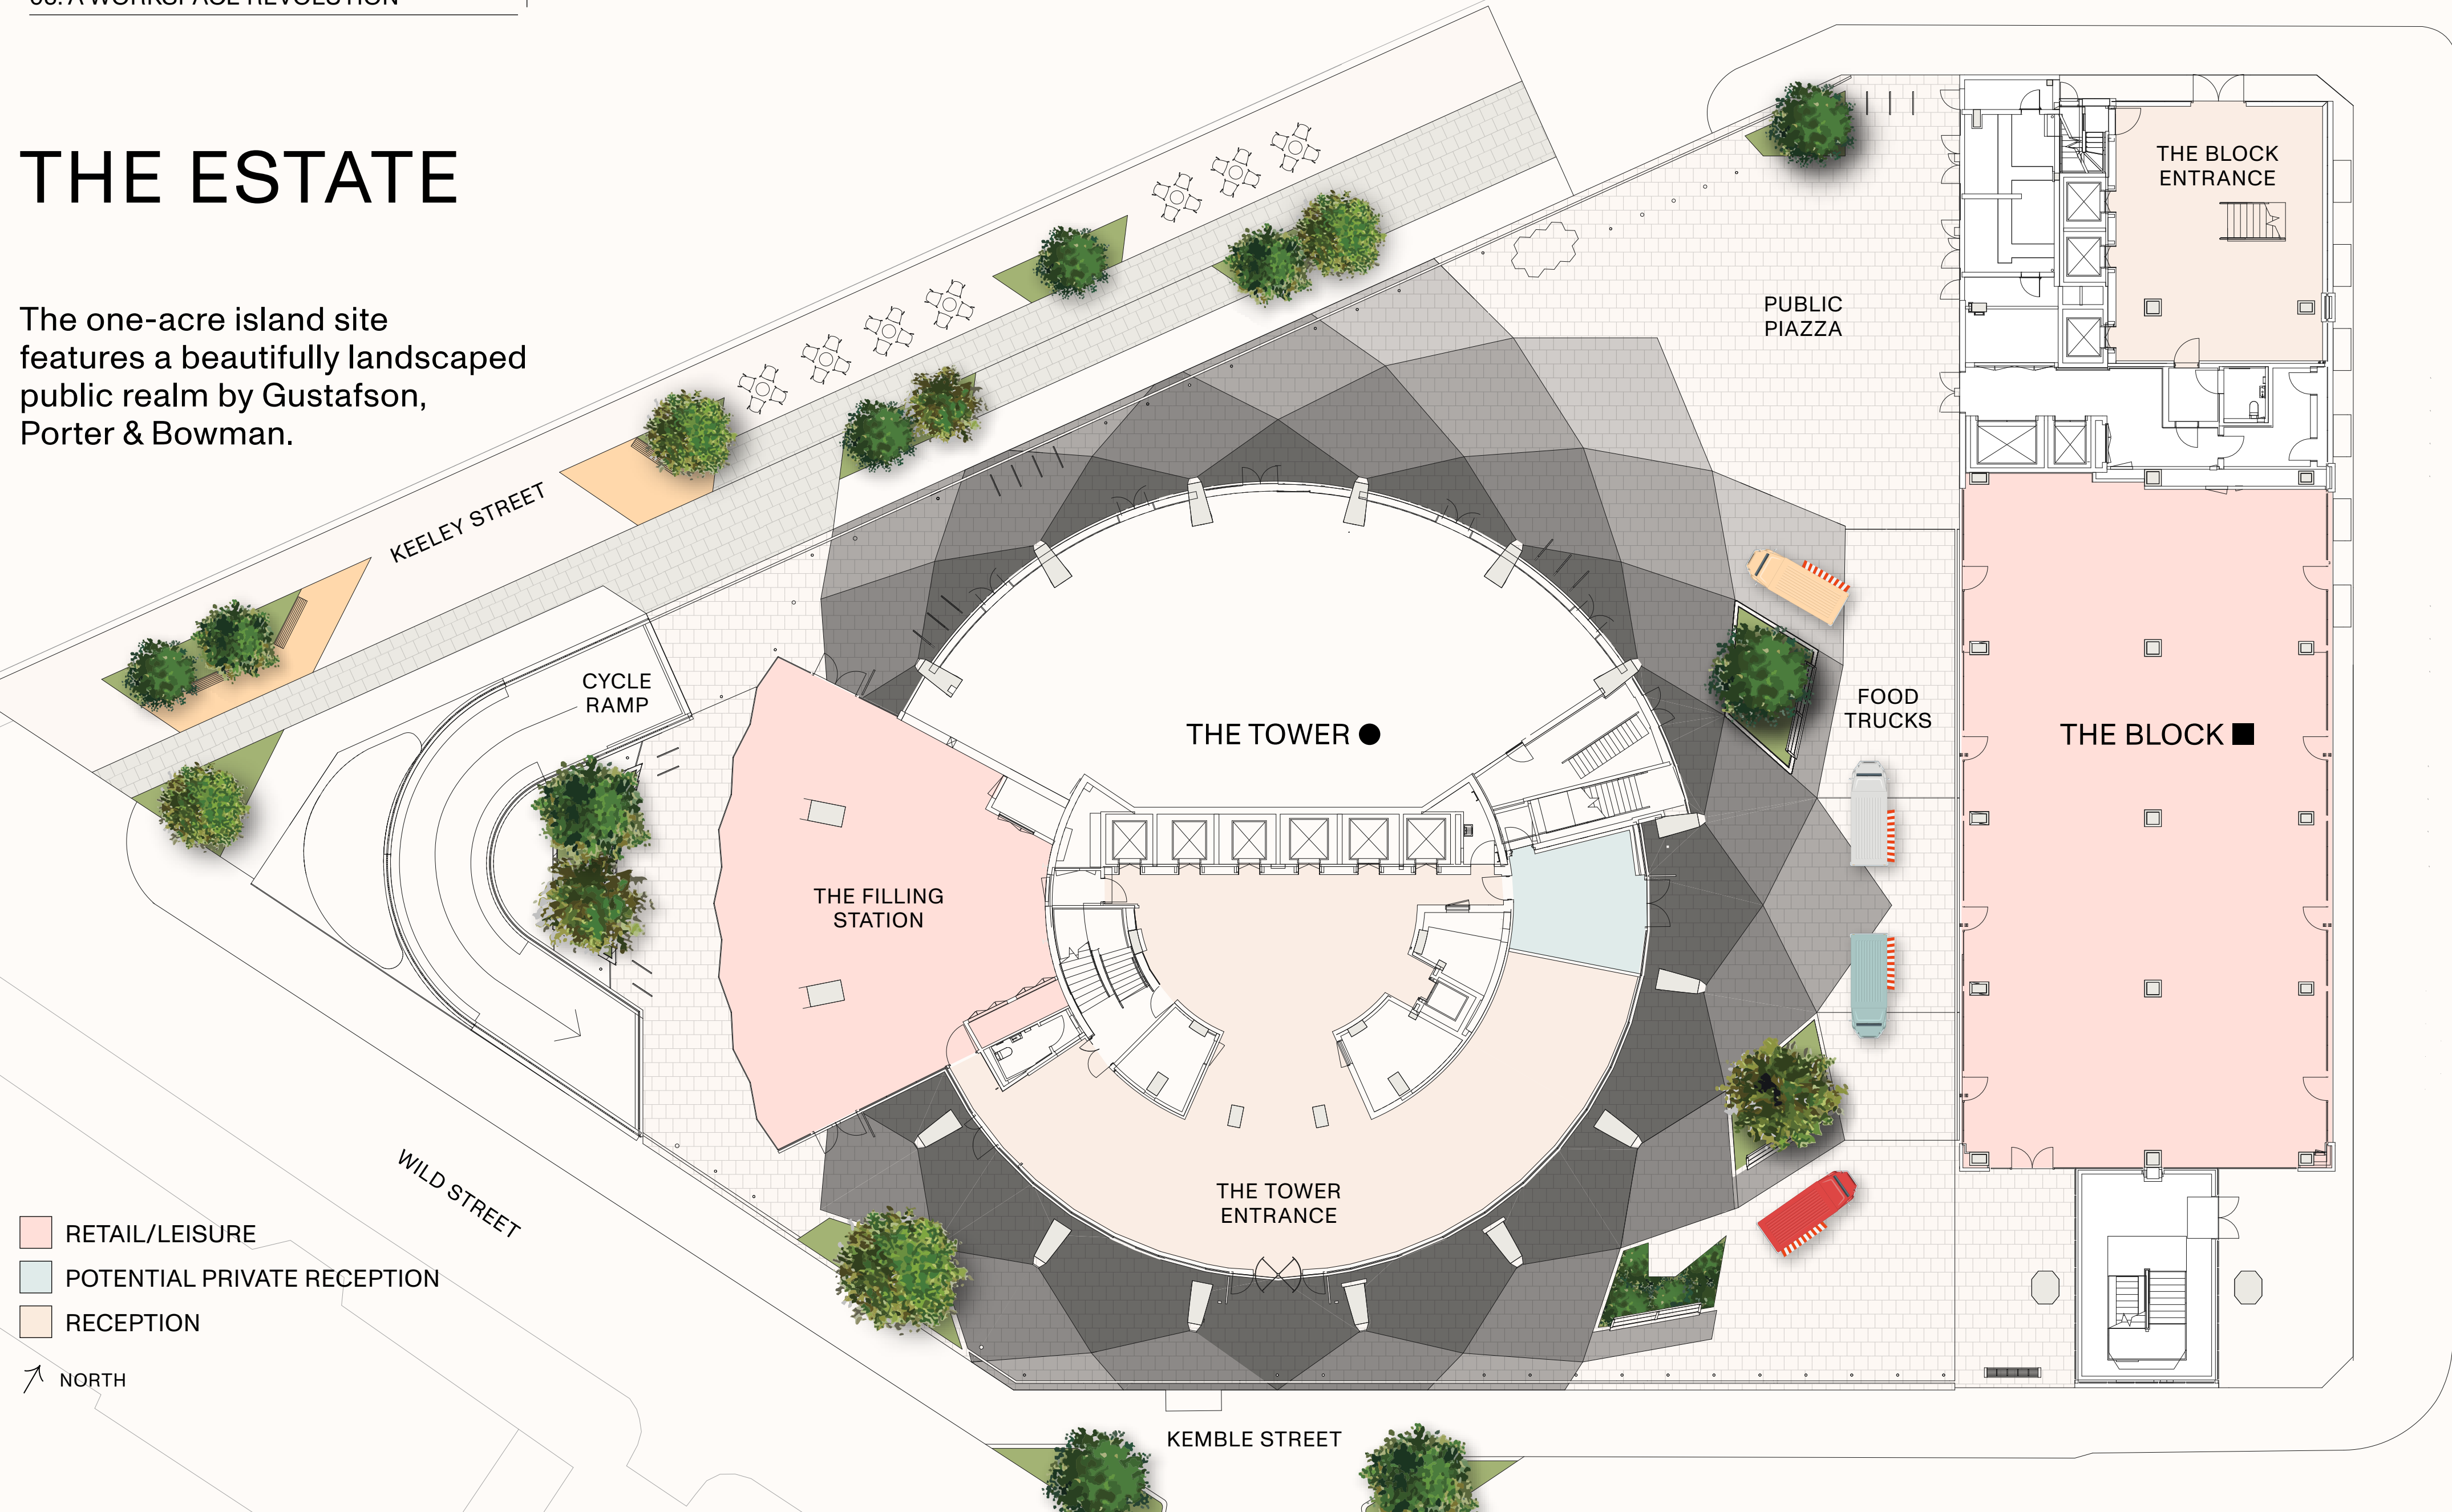 THE ESTATE
The one-acre island site
features a beautifully landscaped
public realm by Gustafson,
Porter & Bowman.
KEELEY STREET
CYCLE
RAMP
THE FILLING
STATION
WILD STREET
THE TOWER
THE TOWER
ENTRANCE
KEMBLE STREET
PUBLIC
PIAZZA
FOOD
TRUCKS
THE BLOCK
ENTRANCE
THE BLOCK
RETAIL/LEISURE
POTENTIAL PRIVATE RECEPTION
RECEPTION
NORTH